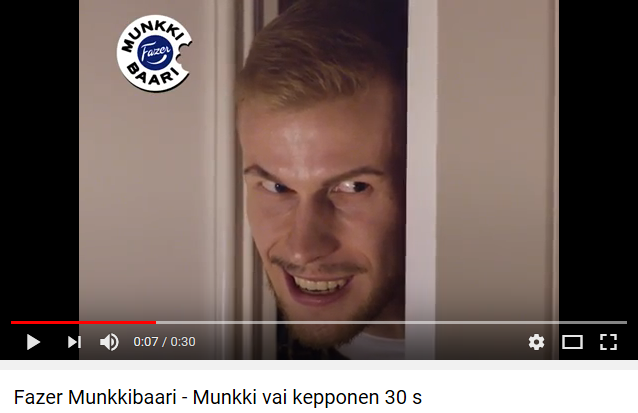 MUNKKI
Fazer
BAARI
0:07 / 0:30
Fazer Munkkibaari - Munkki vai kepponen 30 s